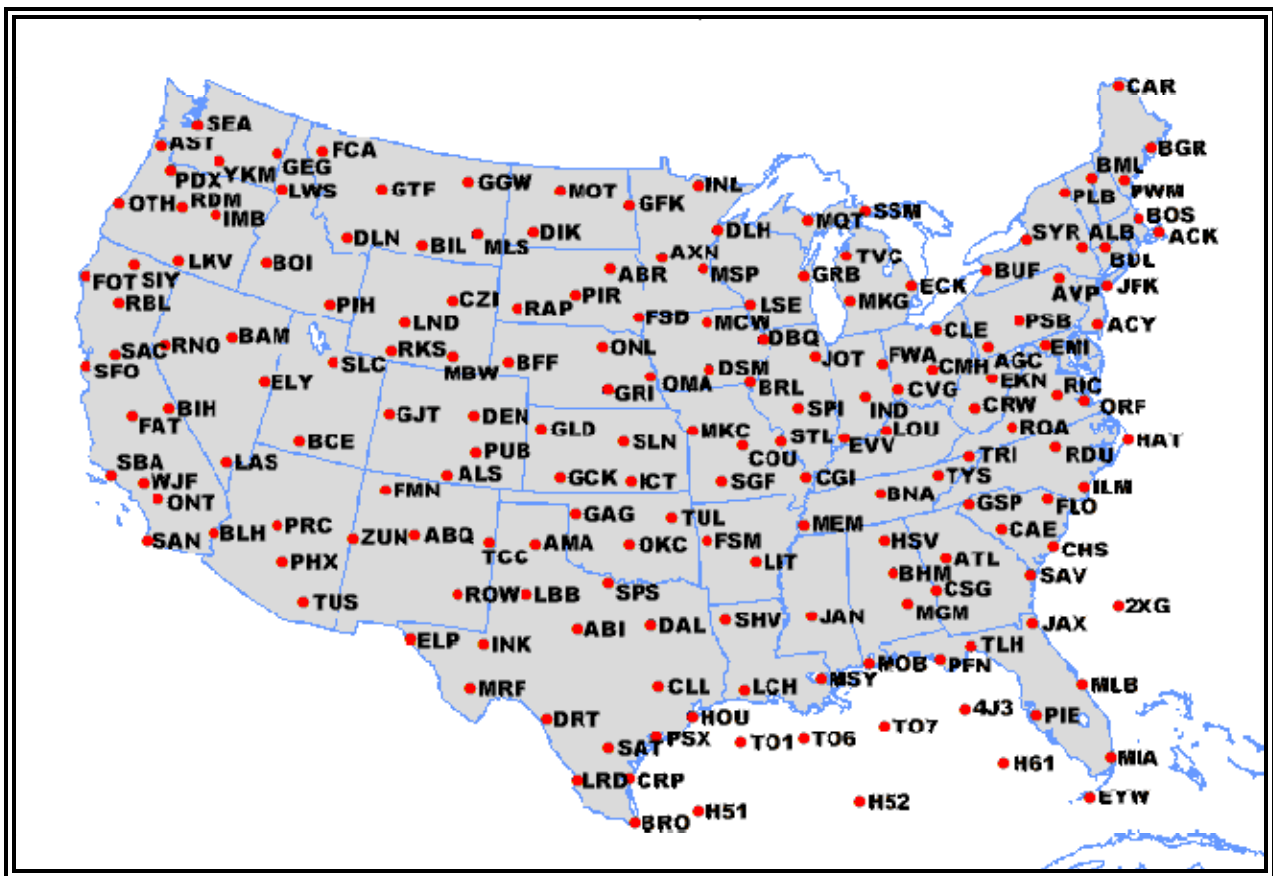 CAR
SEA
AST
FCA
BGR
GEG
YKM
BML
PDX
LWS
GTF
GGW
MOT
INL
PWM
OTH
RDM
IMB
GFK
PLB
SSM
MQT
BOS
DLN
BIL
MLS
DIK
DLH
SYR
ALB
ACK
LKV
BOI
AXN
TVC
BUL
FOT
SIY
ABR
MSP
GRB
BUF
ECK
AVP
JFK
RBL
PIH
CZI
RAP
PIR
LSE
MKG
LND
FSD
MCW
CLE
PSB
ACY
SAC
RNO
BAM
DBQ
RKS
ONL
JOT
FWA
AGC
EMI
SFO
SLC
MBW
BFF
DSM
CMH
ELY
GRI
OMA
BRL
CVG
EKN
RIC
BIH
GJT
DEN
SPI
IND
CRW
ORF
FAT
BCE
GLD
SLN
MKC
STL
EVV
LOU
ROA
HAT
PUB
COU
TRI
RDU
SBA
LAS
WJF
ALS
GCK
ICT
SGF
CGI
TYS
ONT
FMN
BNA
GSP
FLO
ILM
GAG
TUL
SAN
BLH
PRC
ZUN
ABQ
TCC
AMA
OKC
FSM
MEM
HSV
CAE
CHS
PHX
LIT
ATL
BHM
SAV
TUS
ROW
LBB
SPS
CSG
MGM
2XG
ABI
DAL
SHV
JAN
JAX
ELP
INK
TLH
MOB
PFN
MRF
CLL
LCH
MSY
MLB
DRT
HOU
4J3
PIE
SAT
PSX
TO1
TO6
TO7
MIA
H61
LRD
CRP
EYW
H51
H52
BRO